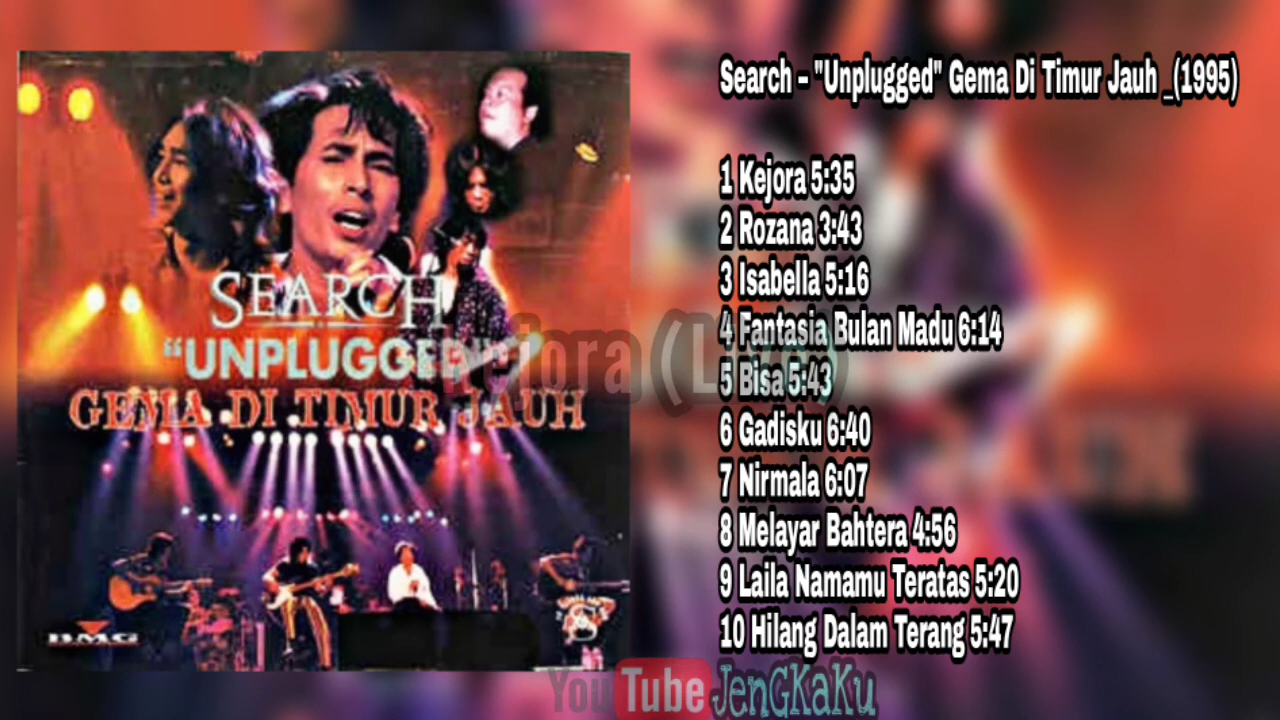 SEARCH
"UNPLUGGED"
GEMA DI TIMUR JAUH
BMG
Search - "Unplugged" Gema Di Timur Jauh _(1995)
1 Kejora 5:35
2 Rozana 3:43
3 Isabella 5:16
4 Fantasia Bulan Madu 6:14
5 Bisa 5:43
6 Gadisku 6:40
7 Nirmala 6:07
8 Melayar Bahtera 4:56
9 Laila Namamu Teratas 5:20
10 Hilang Dalam Terang 5:47
Kejora (Live)
YouTube JenGKaKu